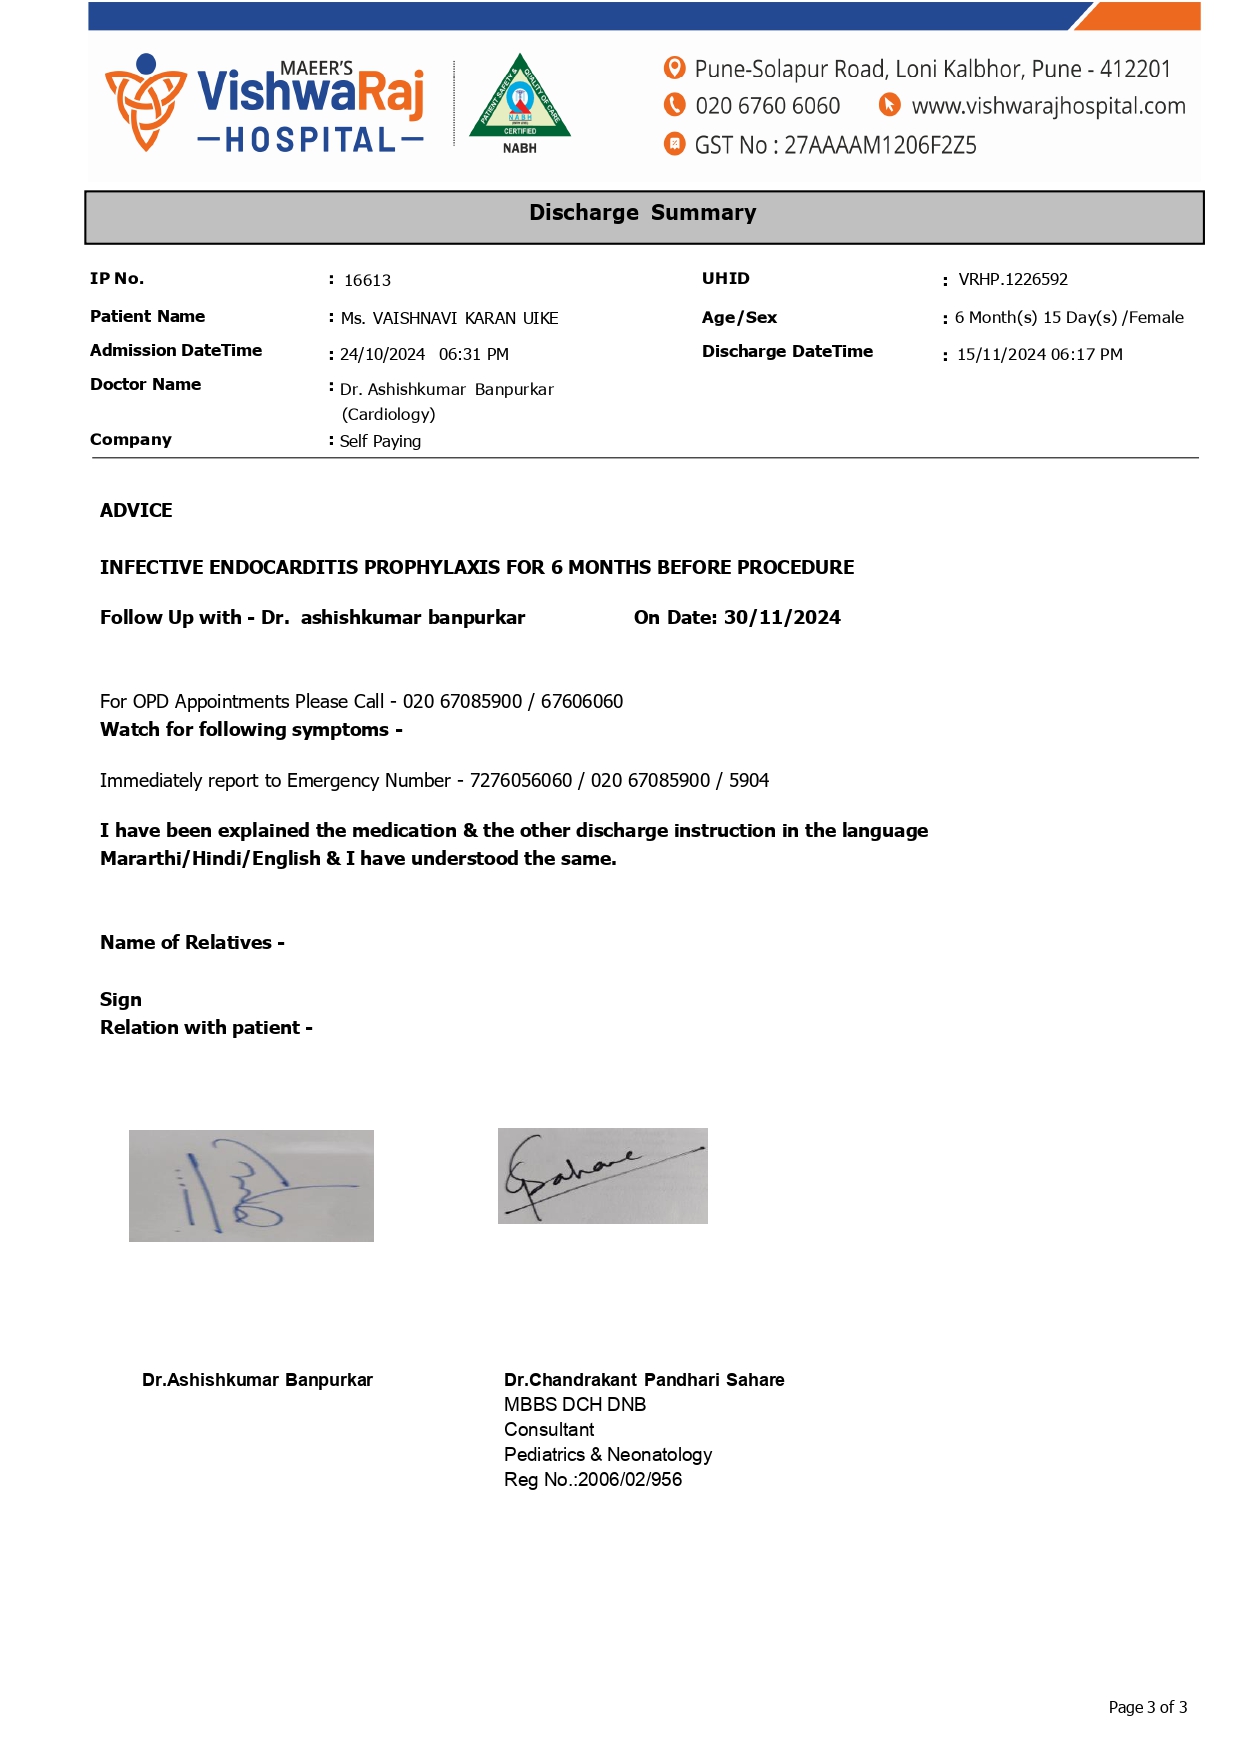 MAEER'S
VishwaRaj
HOSPITAL
PATIENT SAFETY & QUALITY OF CARE
NABH
CERTIFIED
NABH
Pune-Solapur Road, Loni Kalbhor, Pune - 412201
020 6760 6060 www.vishwarajhospital.com
GST No : 27AAAAM1206F2Z5
Discharge Summary
IP No. : 16613 UHID : VRHP.1226592
Patient Name : Ms. VAISHNAVI KARAN UIKE Age/Sex : 6 Month(s) 15 Day(s) /Female
Admission DateTime : 24/10/2024 06:31 PM Discharge DateTime : 15/11/2024 06:17 PM
Doctor Name : Dr. Ashishkumar Banpurkar
(Cardiology)
Company : Self Paying
ADVICE
INFECTIVE ENDOCARDITIS PROPHYLAXIS FOR 6 MONTHS BEFORE PROCEDURE
Follow Up with - Dr. ashishkumar banpurkar On Date: 30/11/2024
For OPD Appointments Please Call - 020 67085900 / 67606060
Watch for following symptoms -
Immediately report to Emergency Number - 7276056060 / 020 67085900 / 5904
I have been explained the medication & the other discharge instruction in the language
Mararthi/Hindi/English & I have understood the same.
Name of Relatives -
Sign
Relation with patient -
Dr.Ashishkumar Banpurkar Dr.Chandrakant Pandhari Sahare
MBBS DCH DNB
Consultant
Pediatrics & Neonatology
Reg No.:2006/02/956
Page 3 of 3